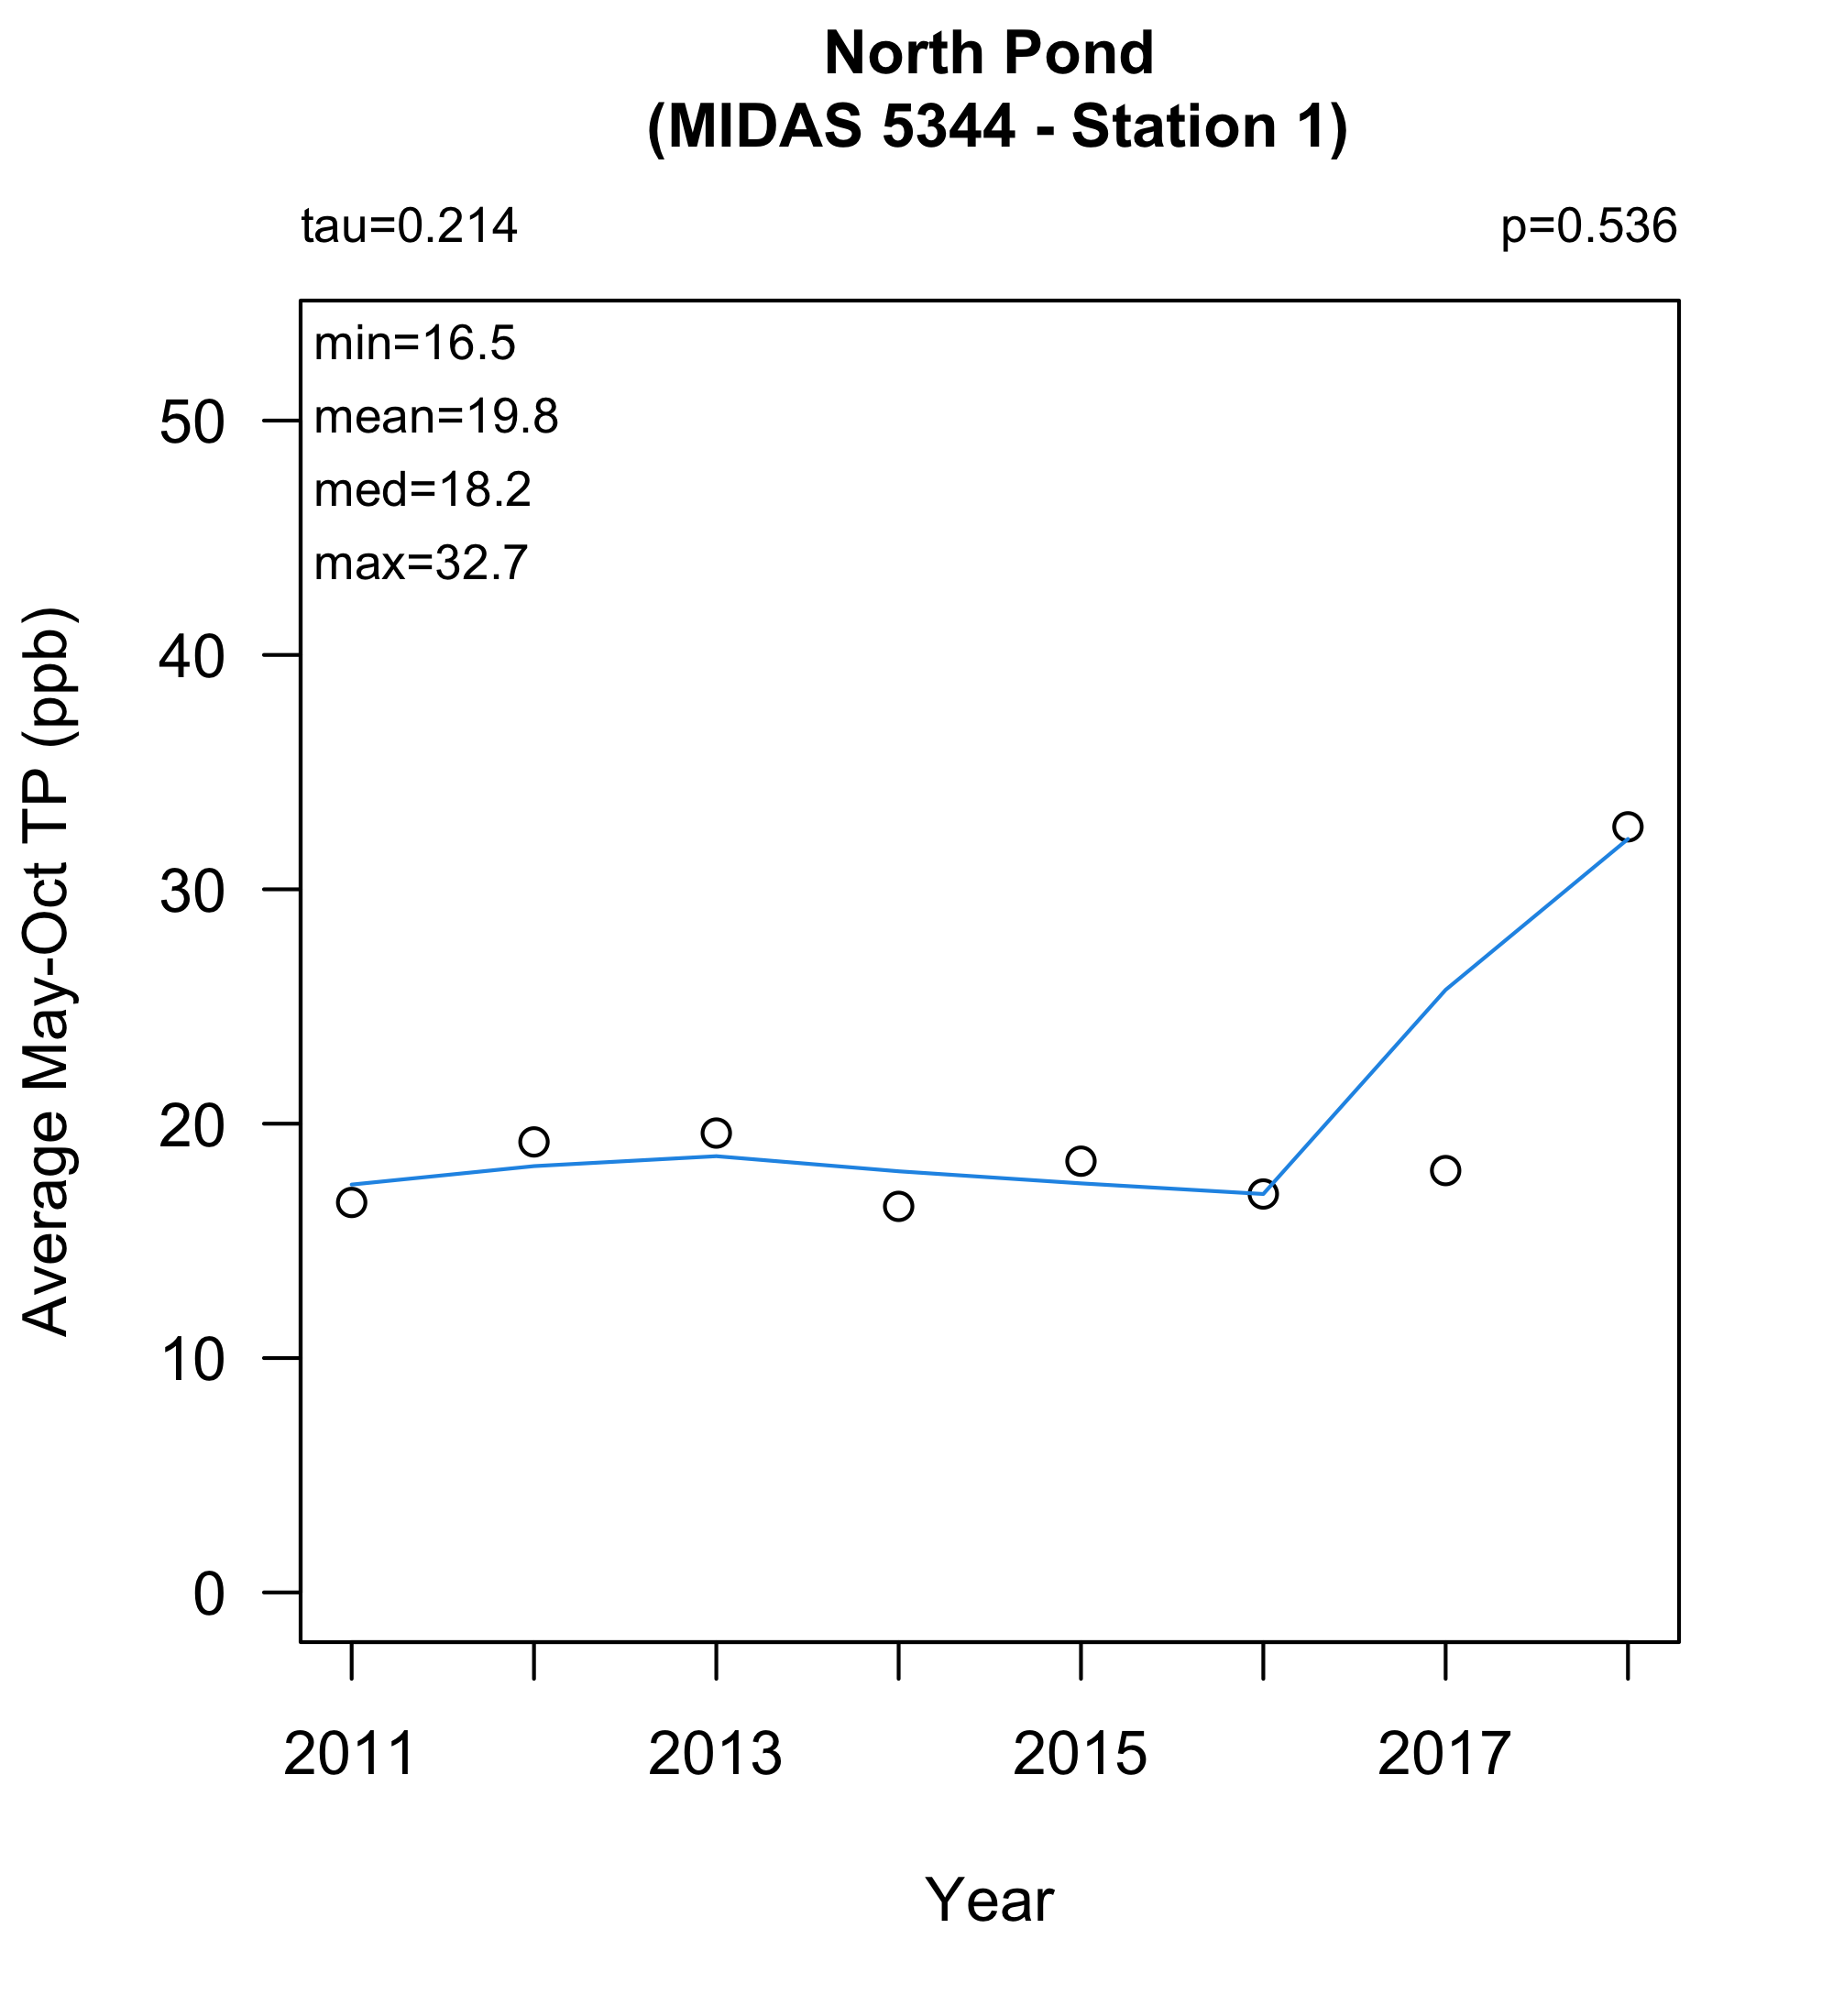 North Pond
(MIDAS 5344 - Station 1)
tau=0.214
p=0.536
min=16.5
mean=19.8
med=18.2
max=32.7
50
40
30
20
10
0
Average May-Oct TP (ppb)
2011
2013
2015
2017
Year